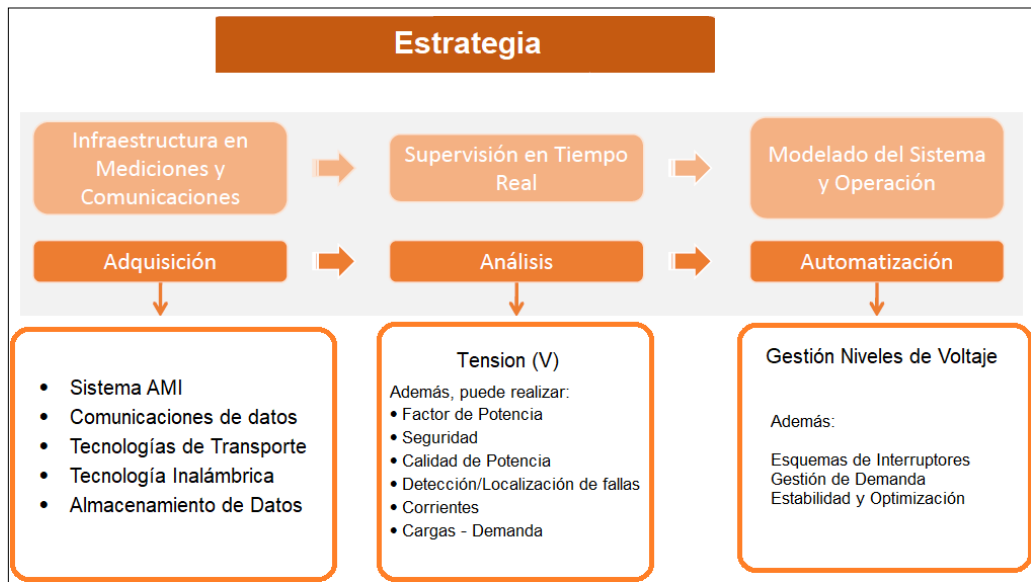 Estrategia
Infraestructura en
Mediciones y
Comunicaciones
Supervisión en Tiempo
Real
Modelado del Sistema
y Operación
Adquisición
Análisis
Automatización
• Sistema AMI
• Comunicaciones de datos
• Tecnologías de Transporte
• Tecnología Inalámbrica
• Almacenamiento de Datos
Tension (V)
Además, puede realizar:
• Factor de Potencia
• Seguridad
• Calidad de Potencia
• Detección/Localización de fallas
• Corrientes
• Cargas - Demanda
Gestión Niveles de Voltaje
Además:
Esquemas de Interruptores
Gestión de Demanda
Estabilidad y Optimización